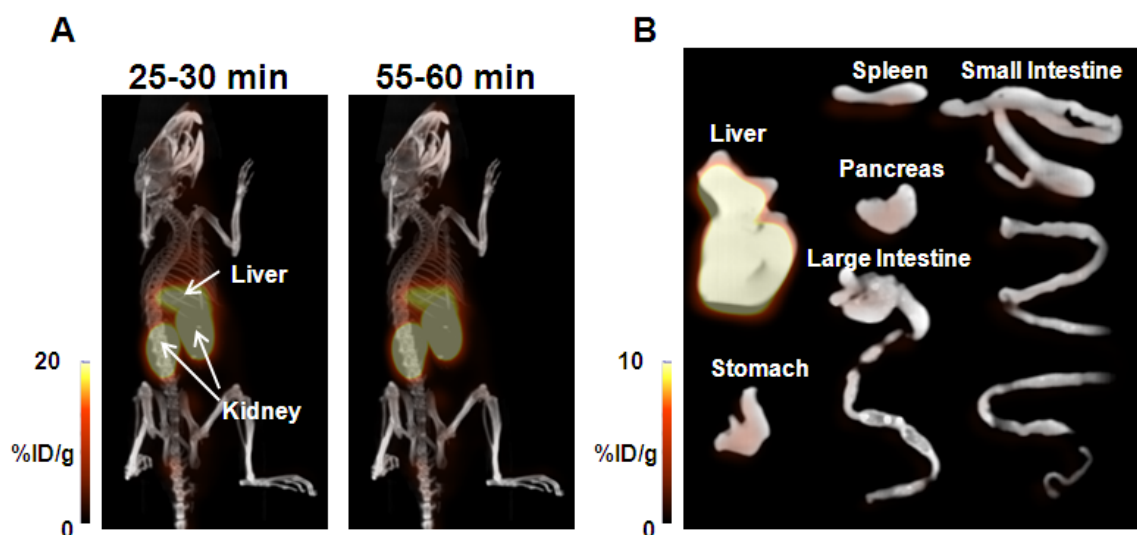 A
25-30 min
55-60 min
Liver
Kidney
20
%ID/g
0
B
Spleen
Small Intestine
Liver
Pancreas
Large Intestine
Stomach
10
%ID/g
0